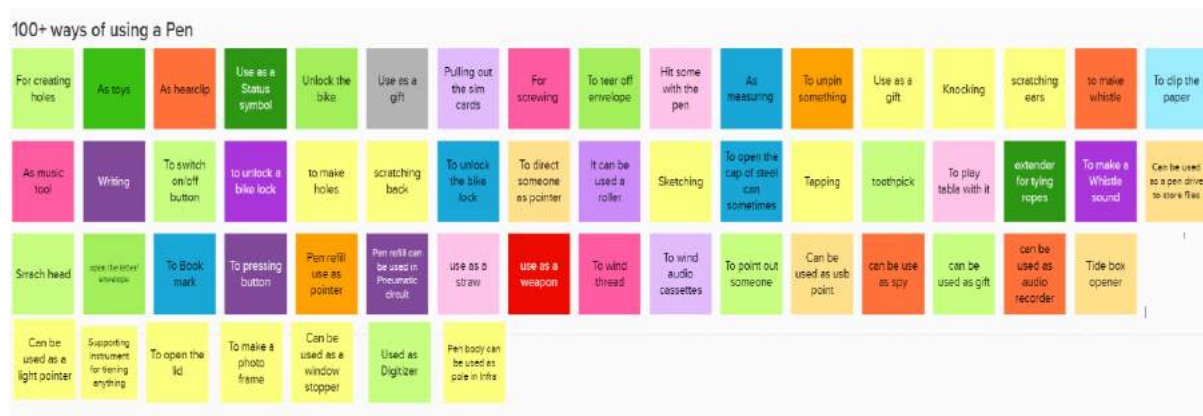 100+ ways of using a Pen
For creating
holes
As toys
As hearclip
Use as a
Status
symbol
Unlock the
bike
Use as a
gift
Pulling out
the sim
cards
For
screwing
To tear off
envelope
Hit some
with the
pen
As
measuring
To unpin
something
Use as a
gift
Knocking
scratching
ears
to make
whistle
To clip the
paper
As music
tool
Writing
To switch
on/off
button
to unlock a
bike lock
to make
holes
scratching
back
To unlock
the bike
lock
To direct
someone
as pointer
It can be
used a
roller
Sketching
To open the
cap of steel
can
sometimes
Tapping
toothpick
To play
table with it
extender
for tying
ropes
To make a
Whistle
sound
Can be used
as a pen drive
to store files
Srrach head
open the letter/
envelope
To Book
mark
To pressing
button
Pen refill
use as
pointer
Pen refill can
be used in
Pneumatic
circuit
use as a
straw
use as a
weapon
To wind
thread
To wind
audio
cassettes
To point out
someone
Can be
used as usb
point
can be use
as spy
can be
used as gift
can be
used as
audio
recorder
Tide box
opener
Can be
used as a
light pointer
Supporting
instrument
for tiening
anything
To open the
lid
To make a
photo
frame
Can be
used as a
window
stopper
Used as
Digitizer
Pen body can
be used as
pole in Infra